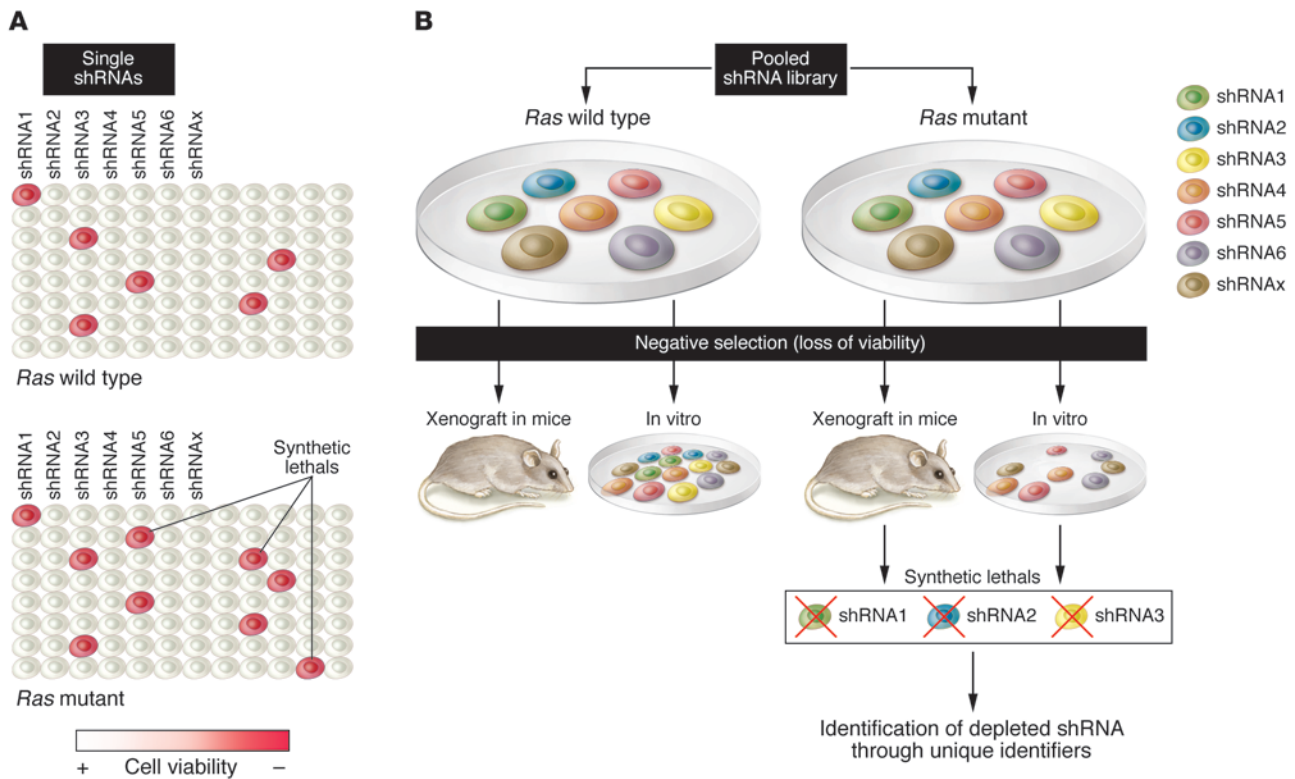 A
Single
shRNAs
shRNA1
shRNA2
shRNA3
shRNA4
shRNA5
shRNA6
shRNAx
Ras wild type
shRNA1
shRNA2
shRNA3
shRNA4
shRNA5
shRNA6
shRNAx
Synthetic
lethals
Ras mutant
+ Cell viability −
B
Pooled
shRNA library
Ras wild type
Ras mutant
shRNA1
shRNA2
shRNA3
shRNA4
shRNA5
shRNA6
shRNAx
Negative selection (loss of viability)
Xenograft in mice
In vitro
Xenograft in mice
In vitro
Synthetic lethals
shRNA1
shRNA2
shRNA3
Identification of depleted shRNA
through unique identifiers